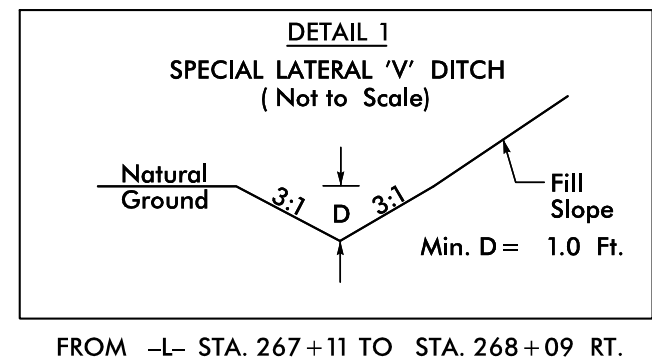 DETAIL 1
SPECIAL LATERAL 'V' DITCH
( Not to Scale)
Natural
Ground
3:1
D
3:1
Fill
Slope
Min. D = 1.0 Ft.
FROM -L- STA. 267+11 TO STA. 268+09 RT.